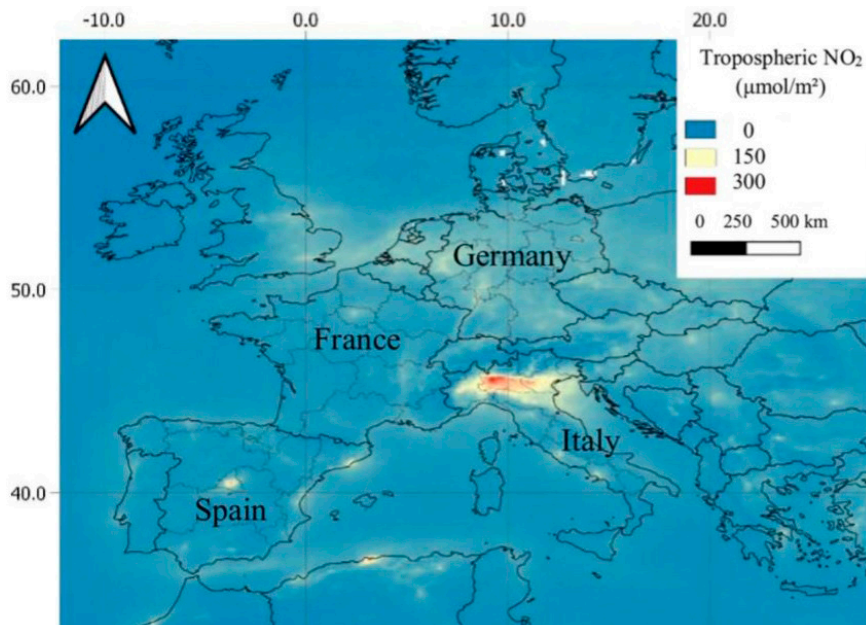 -10.0 0.0 10.0 20.0
60.0
50.0
40.0
Tropospheric NO₂
(μmol/m²)
0
150
300
0 250 500 km
Germany
France
Italy
Spain